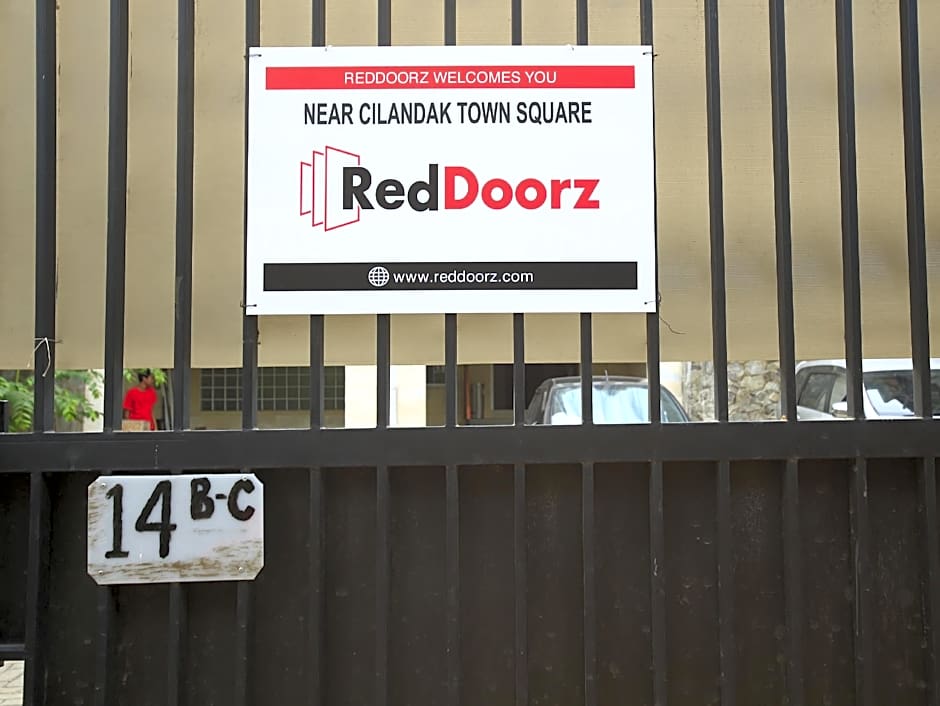 REDDOORZ WELCOMES YOU
NEAR CILANDAK TOWN SQUARE
RedDoorz
www.reddoorz.com
14 B-C